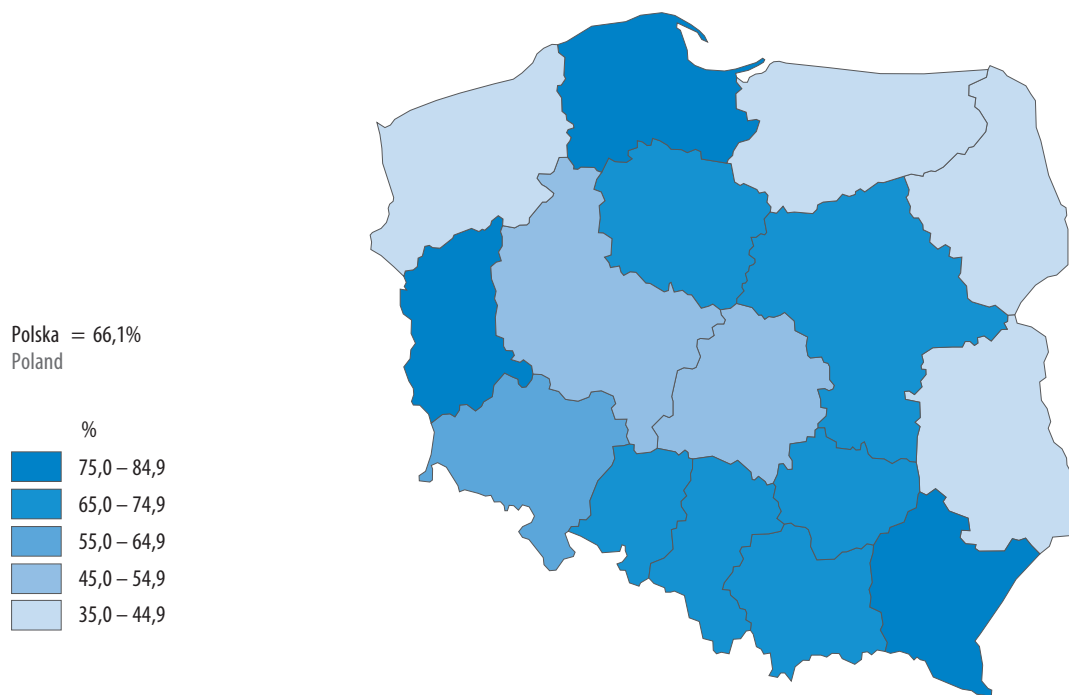 Polska = 66,1%
Poland
%
75,0 – 84,9
65,0 – 74,9
55,0 – 64,9
45,0 – 54,9
35,0 – 44,9